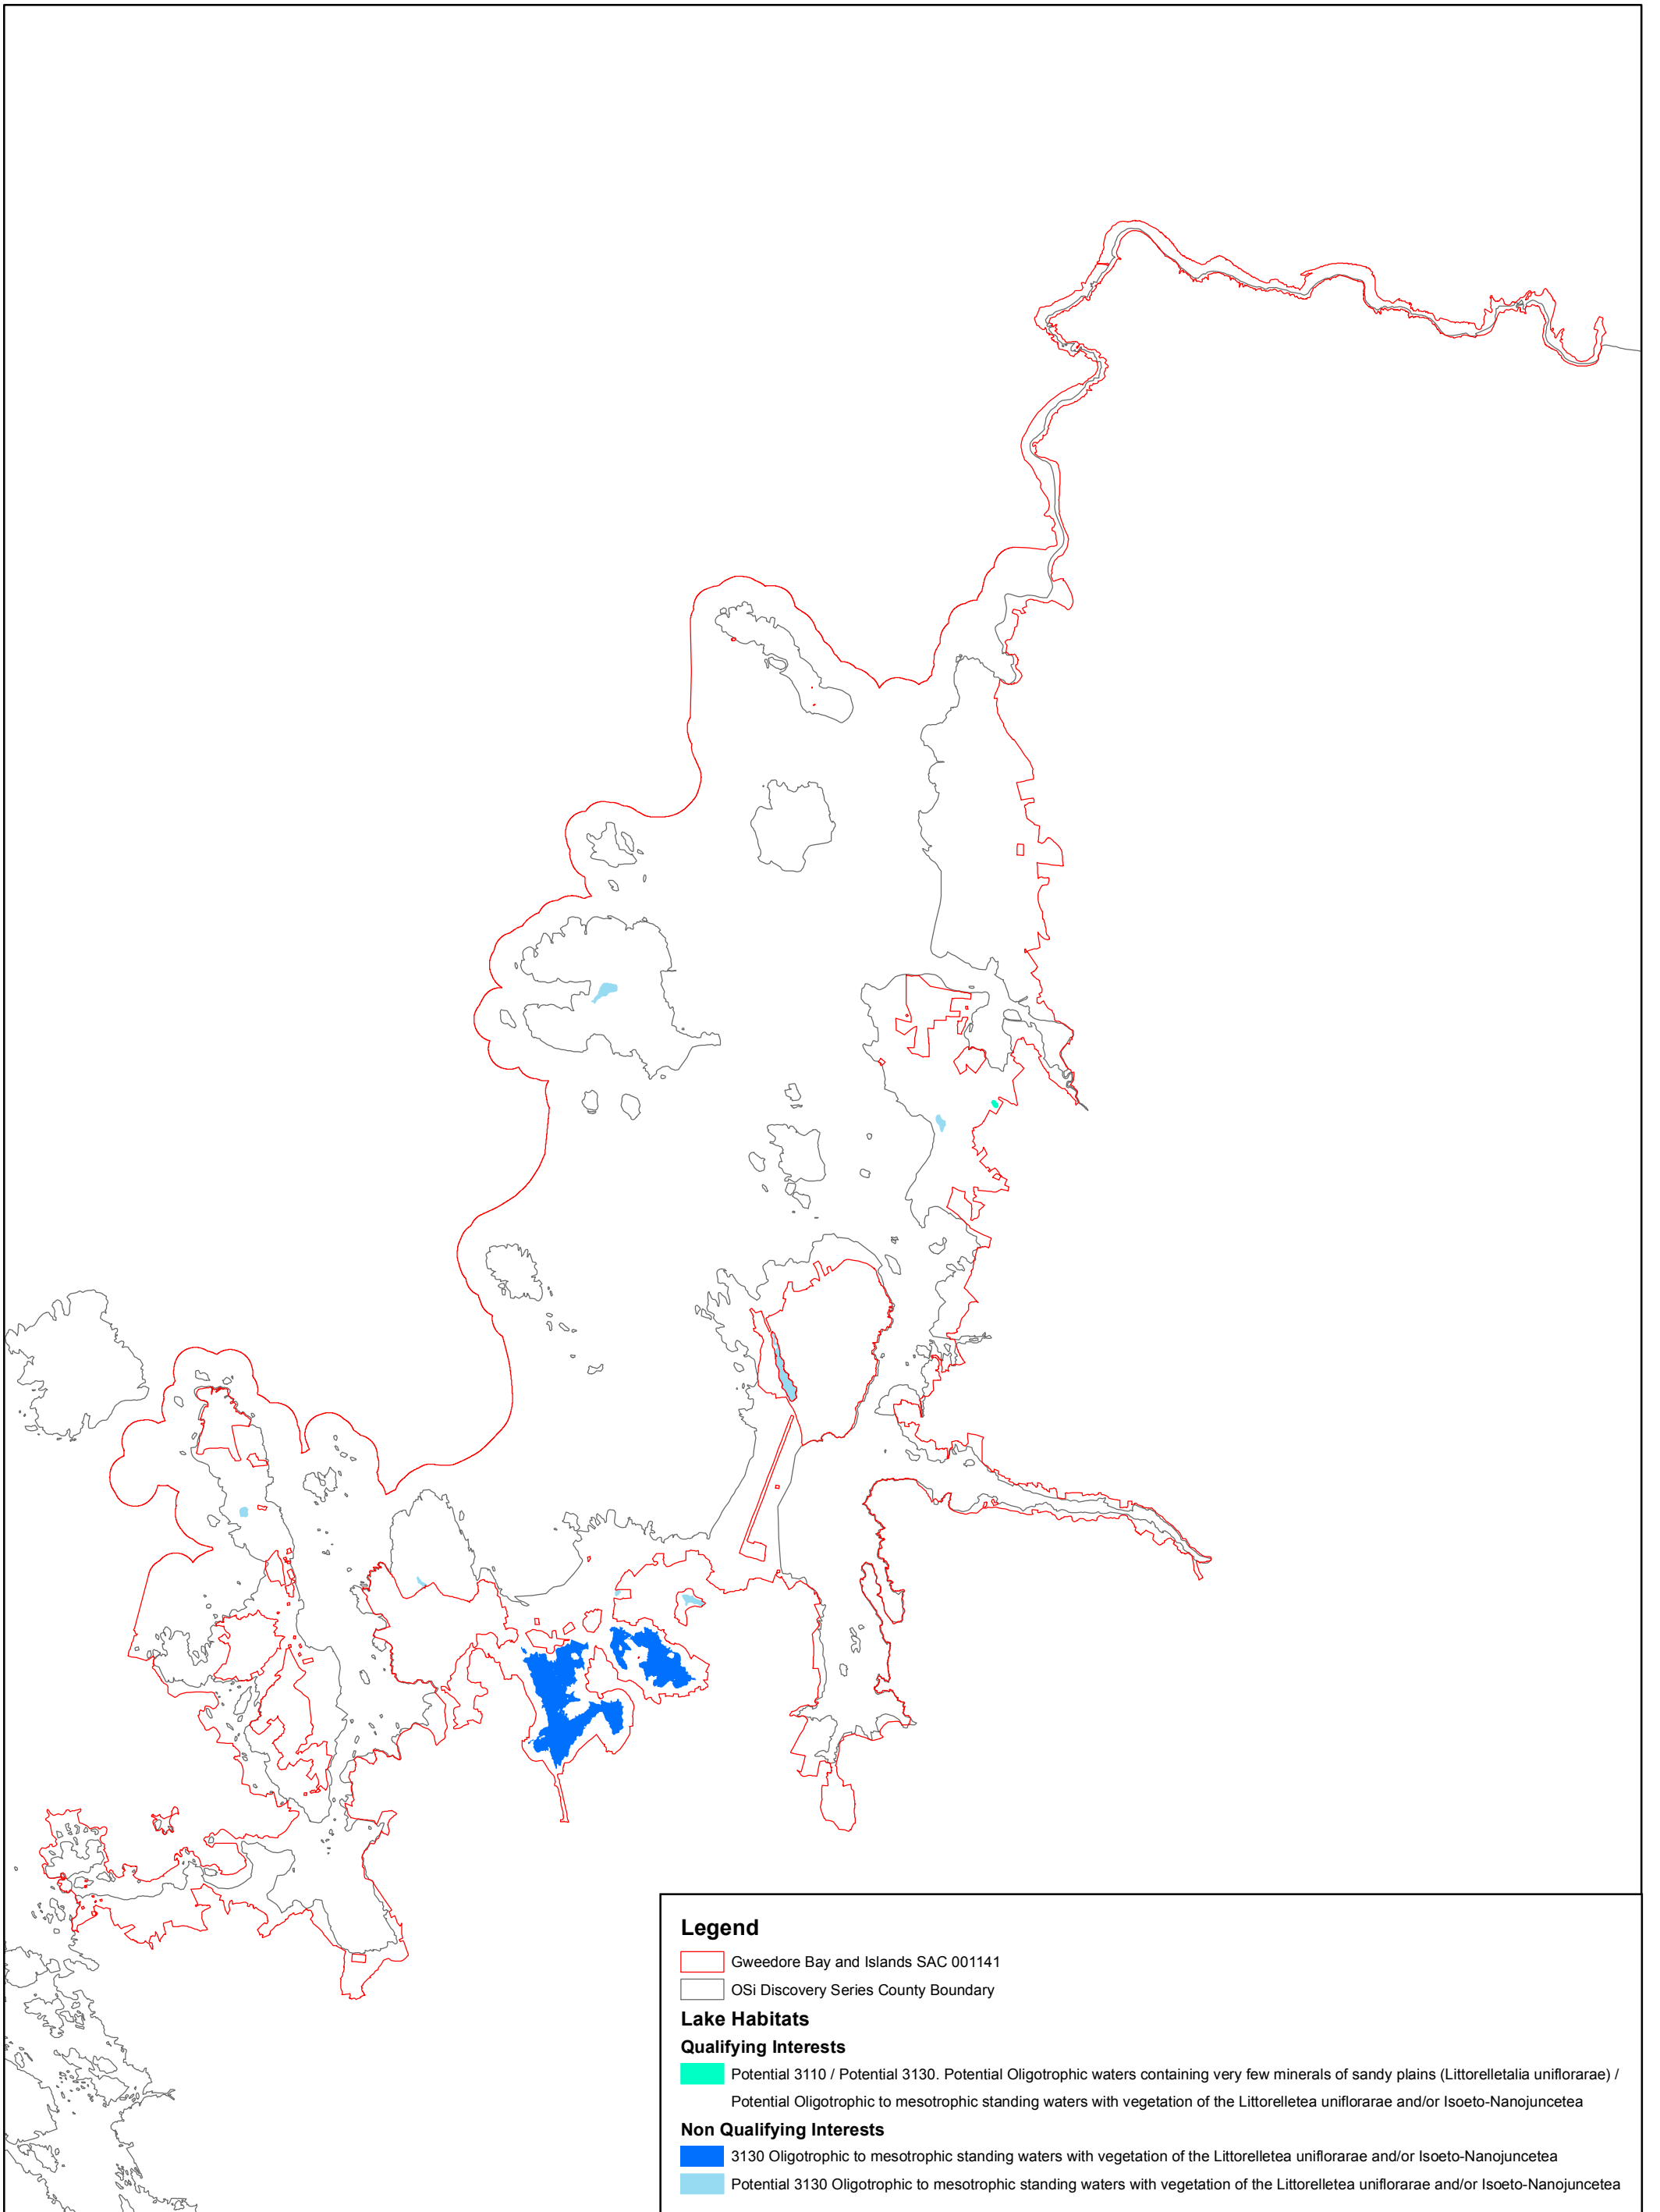 Legend
Gweedore Bay and Islands SAC 001141
OSi Discovery Series County Boundary
Lake Habitats
Qualifying Interests
Potential 3110 / Potential 3130. Potential Oligotrophic waters containing very few minerals of sandy plains (Littorelletalia uniflorae) /
Potential Oligotrophic to mesotrophic standing waters with vegetation of the Littorelletea uniflorae and/or Isoeto-Nanojuncetea
Non Qualifying Interests
3130 Oligotrophic to mesotrophic standing waters with vegetation of the Littorelletea uniflorae and/or Isoeto-Nanojuncetea
Potential 3130 Oligotrophic to mesotrophic standing waters with vegetation of the Littorelletea uniflorae and/or Isoeto-Nanojuncetea